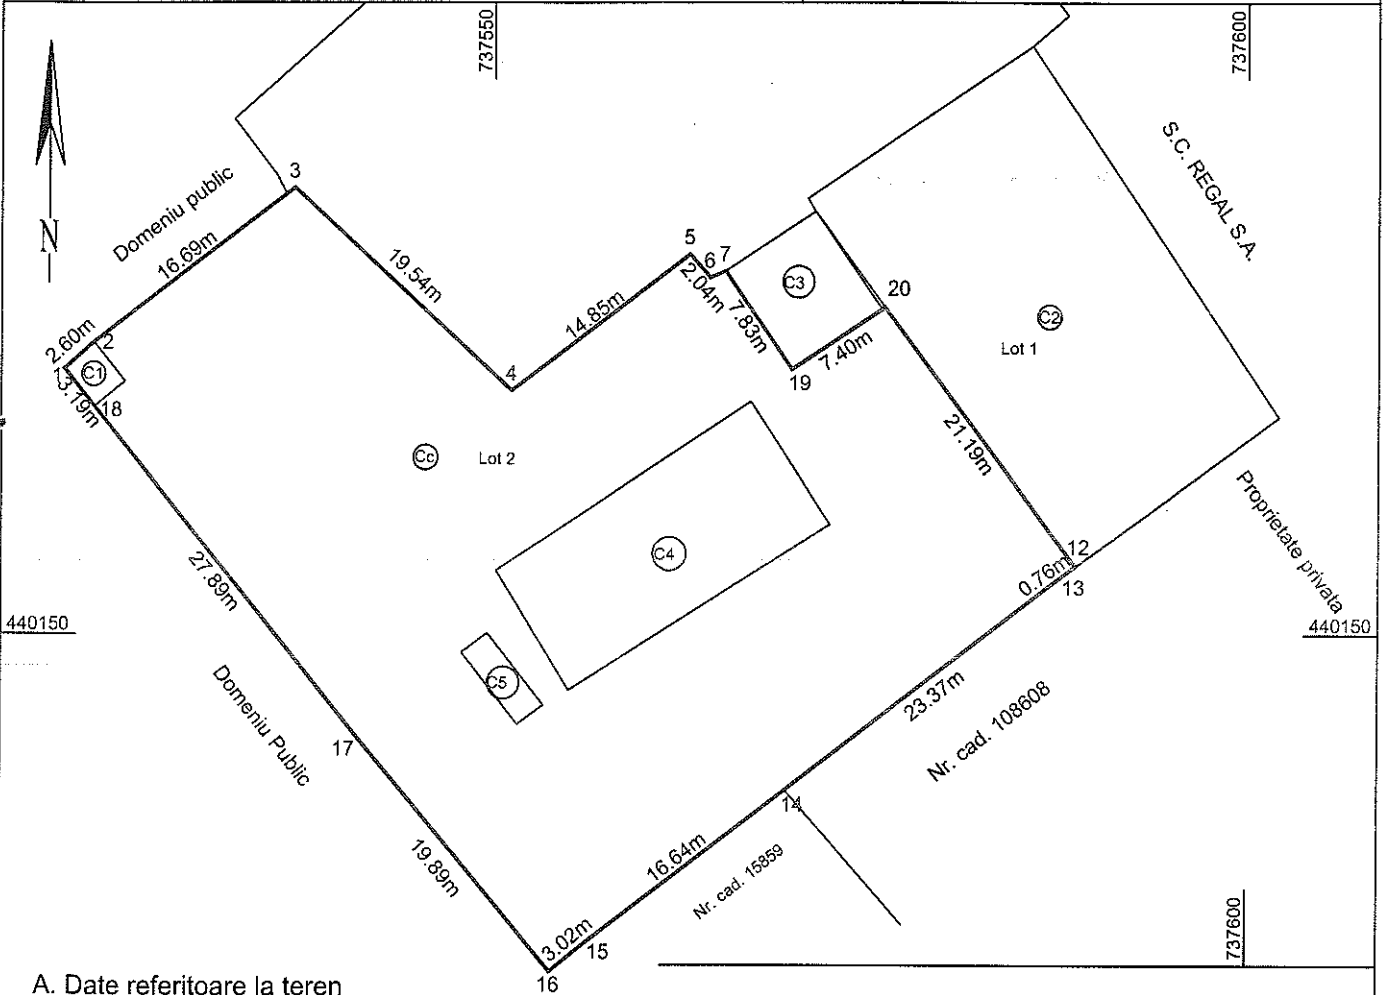 737550
737600
3
Domeniu public
16.69m
N
S.C. REGAL S.A.
19.54m
5
6
7
2.04m
C3
20
14.85m
7.83m
C2
2.60m
2
7.40m
Lot 1
1
C1
3.19m
4
19
18
21.19m
Cc
Lot 2
Proprietate privata
C4
12
27.89m
0.76m
13
440150
440150
C5
23.37m
Domeniu Public
Nr. cad. 108608
17
14
16.64m
19.89m
Nr. cad. 15859
737600
3.02m
15
16
A. Date referitoare la teren